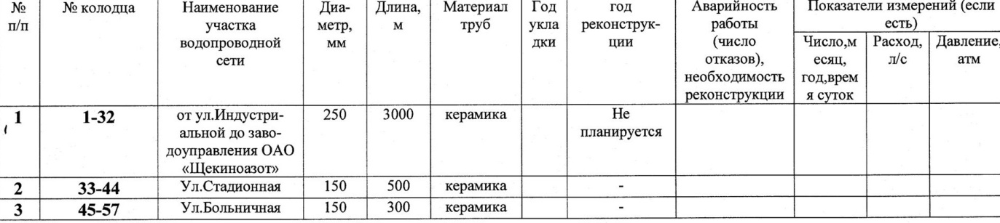 № п/п
№ колодца
Наименование
участка
водопроводной
сети
Диа-
метр,
мм
Длина,
м
Материал
труб
Год
укла
дки
год
реконструк-
ции
Аварийность
работы
(число
отказов),
необходимость
реконструкции
Показатели измерений (если
есть)
Число,м
есяц,
год,врем
я суток
Расход,
л/с
Давление,
атм
1 1-32 от ул.Индустри- 250 3000 керамика Не
альной до заво- планируется
доуправления ОАО
«Щекиноазот»
2 33-44 Ул.Стадионная 150 500 керамика -
3 45-57 Ул.Больничная 150 300 керамика -